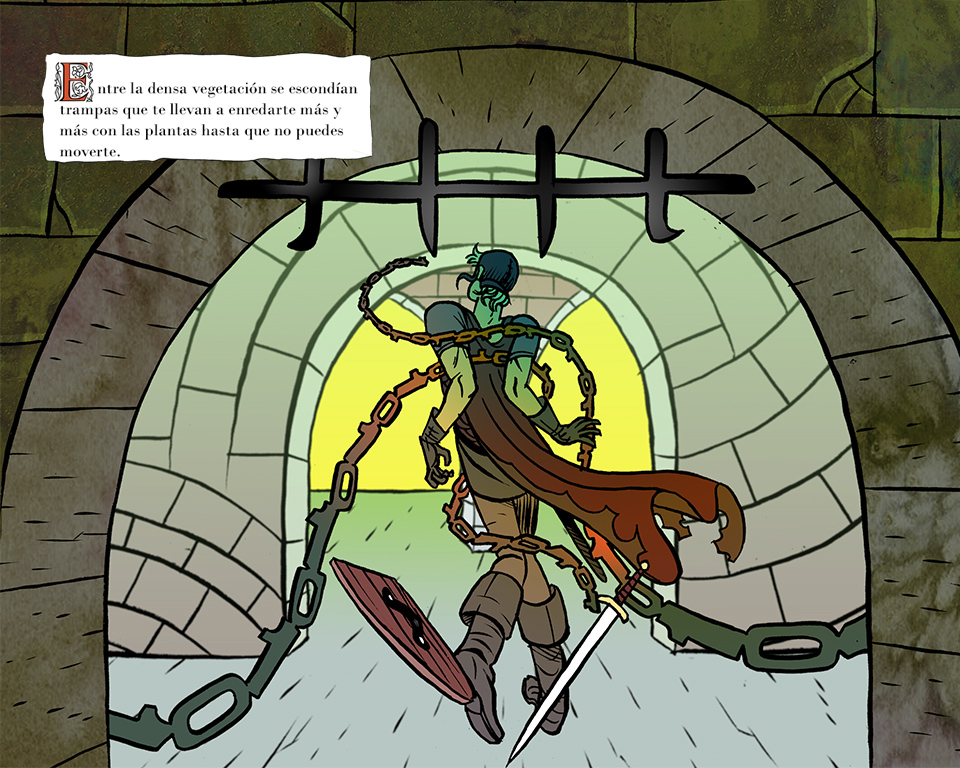 Entre la densa vegetación se escondían
trampas que te llevan a enredarte más y
más con las plantas hasta que no puedes
moverte.